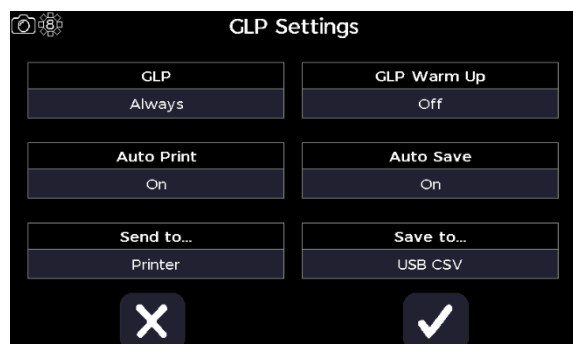 8
GLP Settings
GLP
GLP Warm Up
Always
Off
Auto Print
Auto Save
On
On
Send to...
Save to...
Printer
USB CSV